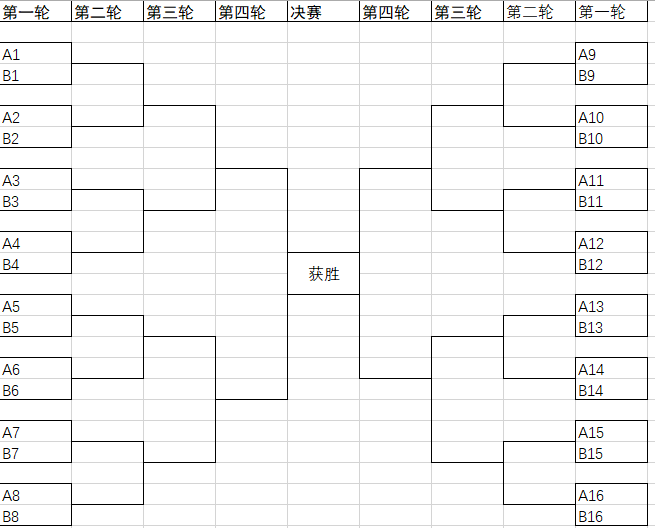 第一轮 第二轮 第三轮 第四轮 决赛 第四轮 第三轮 第二轮 第一轮
A1 A9
B1 B9
A2 A10
B2 B10
A3 A11
B3 B11
A4 A12
B4 B12
获胜
A5 A13
B5 B13
A6 A14
B6 B14
A7 A15
B7 B15
A8 A16
B8 B16